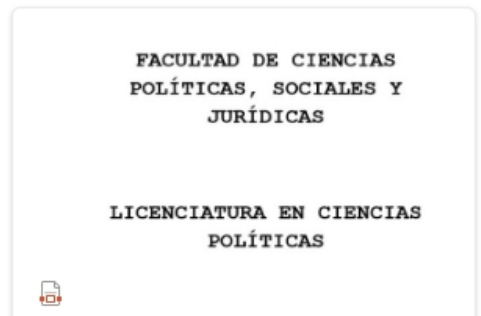 FACULTAD DE CIENCIAS
POLÍTICAS, SOCIALES Y
JURÍDICAS
LICENCIATURA EN CIENCIAS
POLÍTICAS